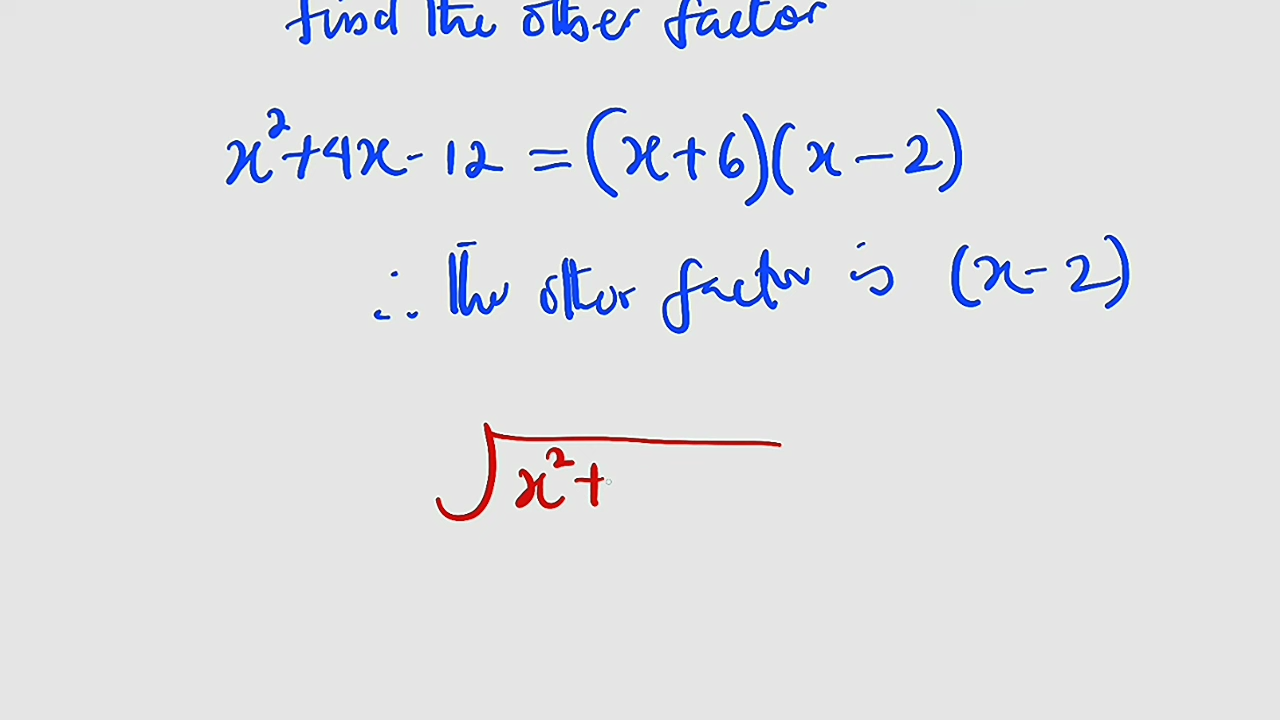 find the other factor
x²+4x-12=(x+6)(x-2)
∴ The other factor is (x-2)
x²+